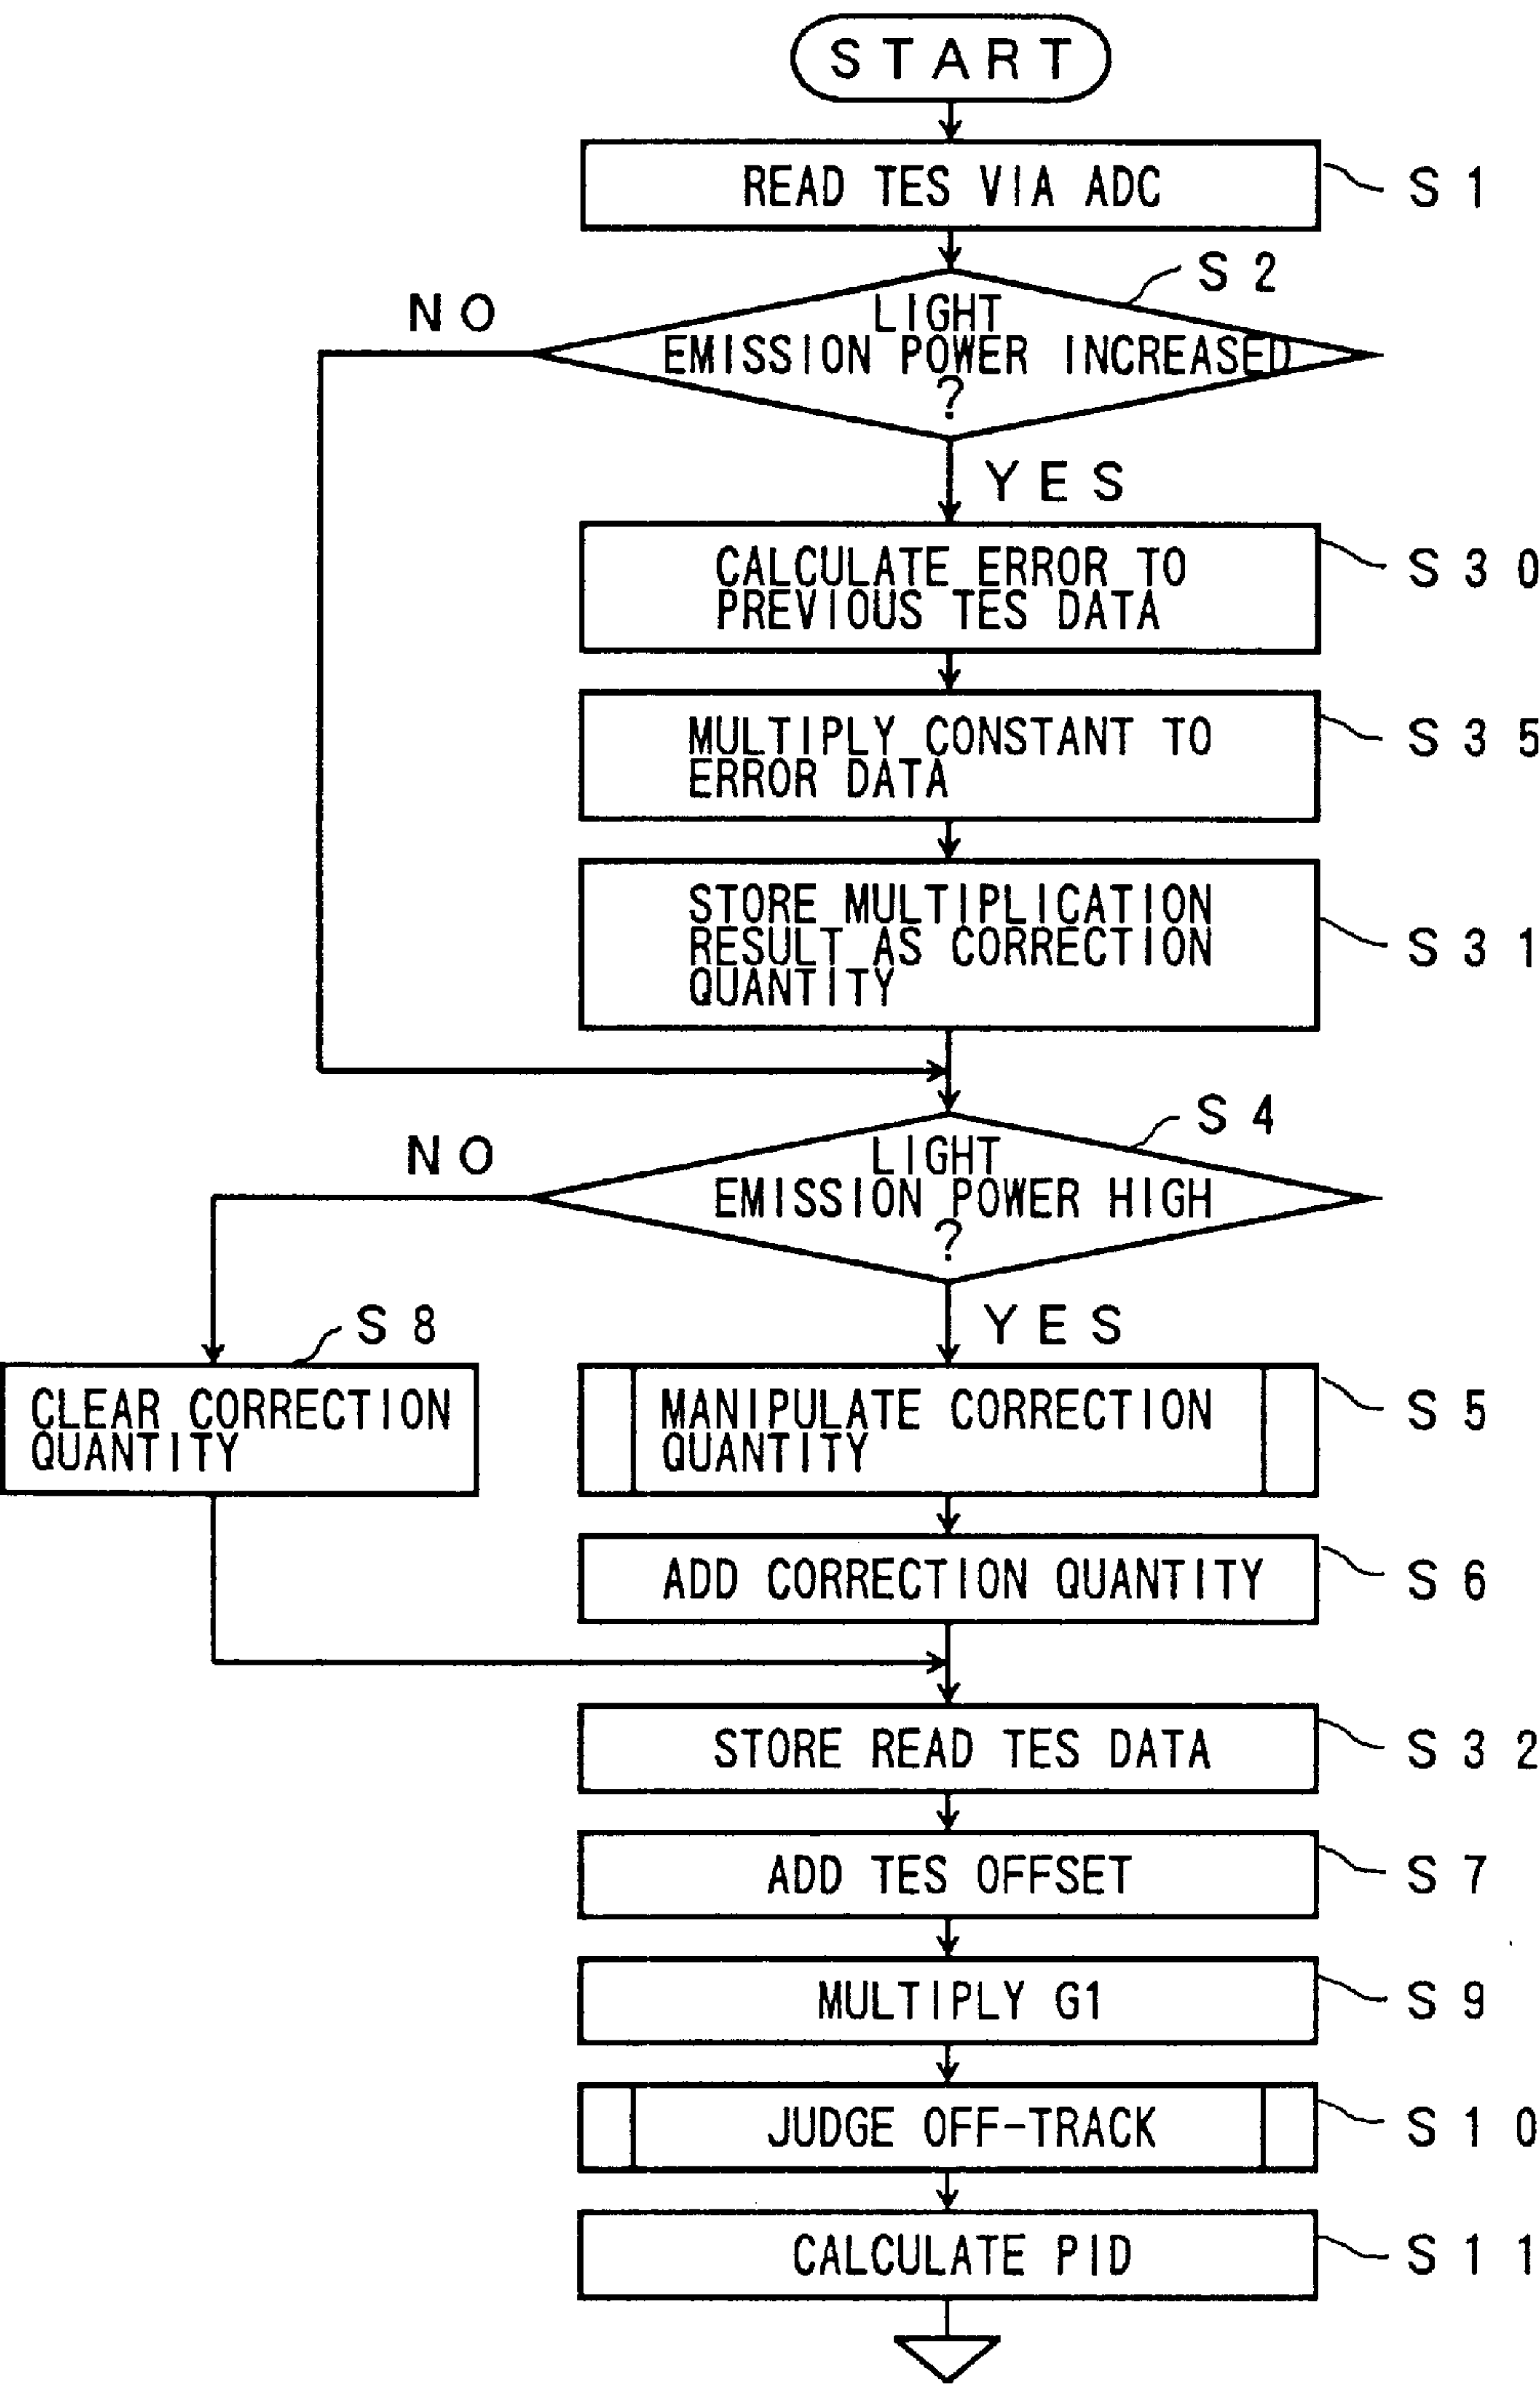 START
READ TES VIA ADC
S1
S2
NO
LIGHT
EMISSION POWER INCREASED
?
YES
CALCULATE ERROR TO
PREVIOUS TES DATA
S30
MULTIPLY CONSTANT TO
ERROR DATA
S35
STORE MULTIPLICATION
RESULT AS CORRECTION
QUANTITY
S31
S4
NO
LIGHT
EMISSION POWER HIGH
?
YES
S8
CLEAR CORRECTION
QUANTITY
MANIPULATE CORRECTION
QUANTITY
S5
ADD CORRECTION QUANTITY
S6
STORE READ TES DATA
S32
ADD TES OFFSET
S7
MULTIPLY G1
S9
JUDGE OFF-TRACK
S10
CALCULATE PID
S11